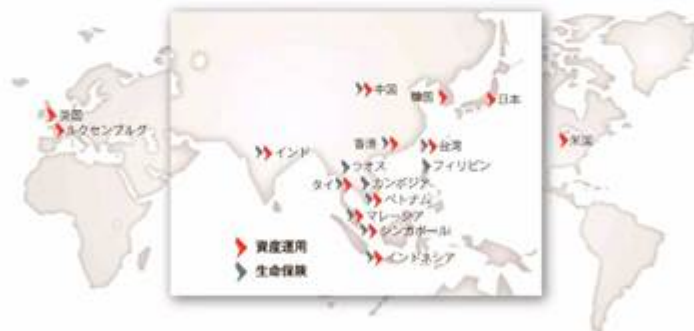 中国
韓国
日本
英国
ルクセンブルグ
米国
香港
台湾
インド
ラオス
フィリピン
タイ
カンボジア
ベトナム
マレーシア
シンガポール
資産運用
インドネシア
生命保険